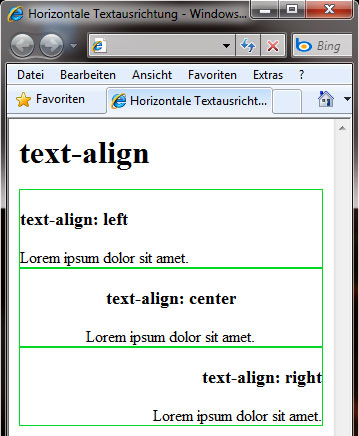 Horizontale Textausrichtung - Windows...
Bing
Datei Bearbeiten Ansicht Favoriten Extras ?
Favoriten Horizontale Textausricht...
text-align
text-align: left
Lorem ipsum dolor sit amet.
text-align: center
Lorem ipsum dolor sit amet.
text-align: right
Lorem ipsum dolor sit amet.